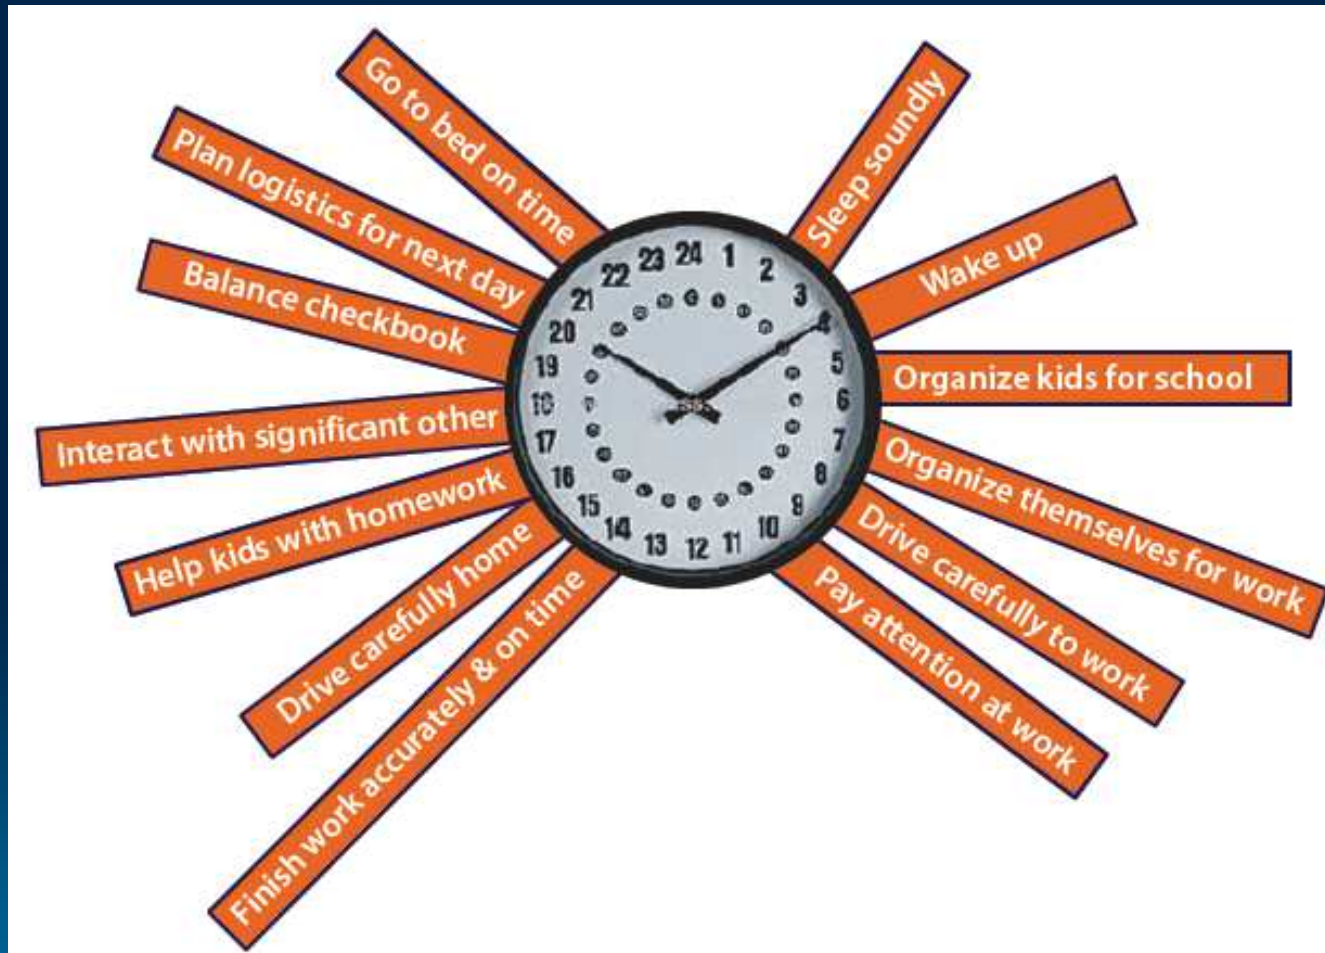 Sleep soundly
Wake up
Organize kids for school
Organize themselves for work
Drive carefully to work
Pay attention at work
Finish work accurately & on time
Drive carefully home
Help kids with homework
Interact with significant other
Balance checkbook
Plan logistics for next day
Go to bed on time
24
1
2
3
4
5
6
7
8
9
10
11
12
13
14
15
16
17
18
19
20
21
22
23